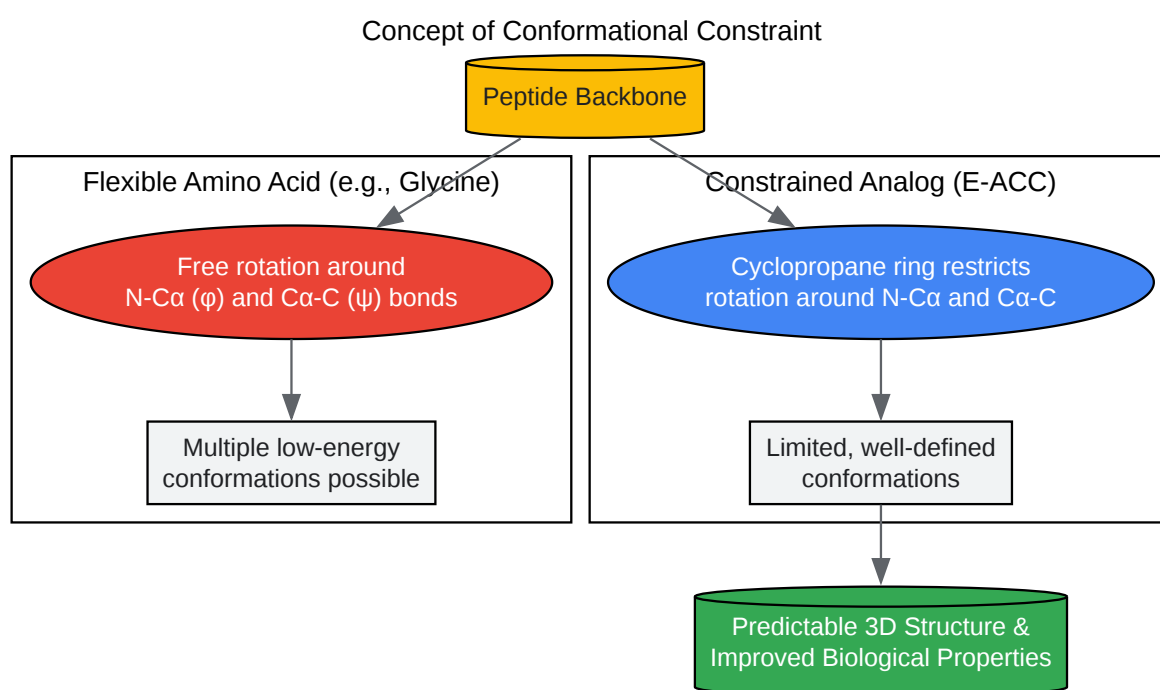 Concept of Conformational Constraint
Peptide Backbone
Flexible Amino Acid (e.g., Glycine)
Free rotation around
N-Cα (φ) and Cα-C (ψ) bonds
Multiple low-energy
conformations possible
Constrained Analog (E-ACC)
Cyclopropane ring restricts
rotation around N-Cα and Cα-C
Limited, well-defined
conformations
Predictable 3D Structure &
Improved Biological Properties